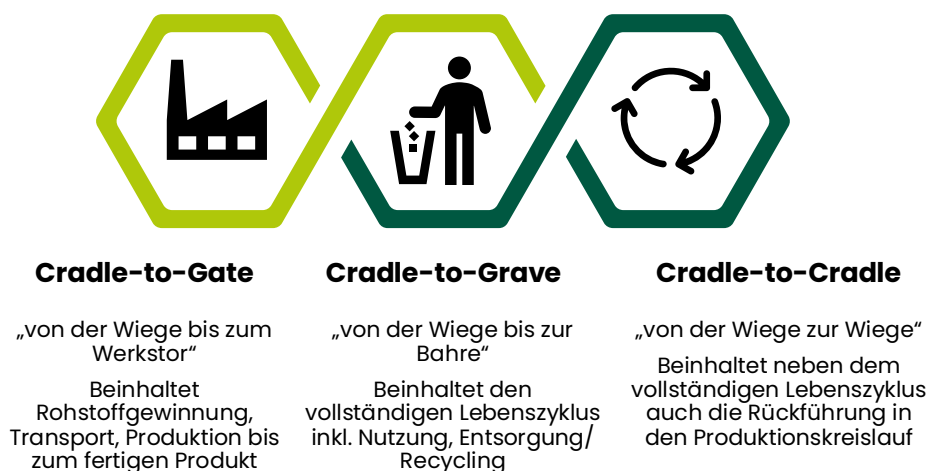 Cradle-to-Gate
„von der Wiege bis zum
Werkstor“
Beinhaltet
Rohstoffgewinnung,
Transport, Produktion bis
zum fertigen Produkt
Cradle-to-Grave
„von der Wiege bis zur
Bahre“
Beinhaltet den
vollständigen Lebenszyklus
inkl. Nutzung, Entsorgung/
Recycling
Cradle-to-Cradle
„von der Wiege zur Wiege“
Beinhaltet neben dem
vollständigen Lebenszyklus
auch die Rückführung in
den Produktionskreislauf